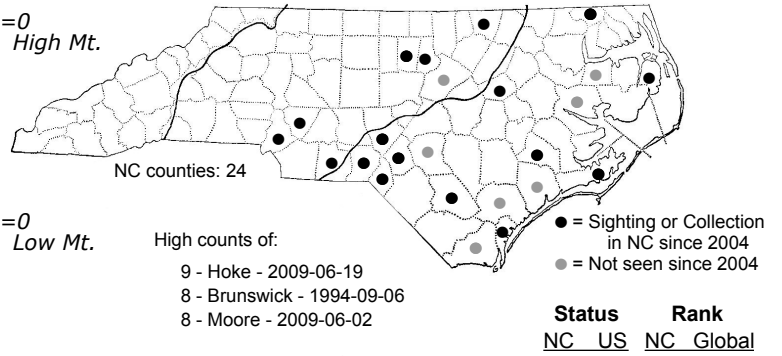 =0
High Mt.
NC counties: 24
=0
Low Mt.
High counts of:
9 - Hoke - 2009-06-19
8 - Brunswick - 1994-09-06
8 - Moore - 2009-06-02
= Sighting or Collection
in NC since 2004
= Not seen since 2004
Status Rank
NC US NC Global